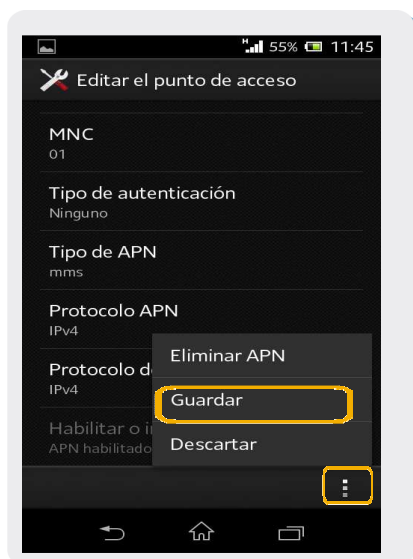 H 55% 11:45
Editar el punto de acceso
MNC
01
Tipo de autenticación
Ninguno
Tipo de APN
mms
Protocolo APN
IPv4
Eliminar APN
Protocolo d
IPv4
Guardar
Habilitar o i
APN habilitado
Descartar